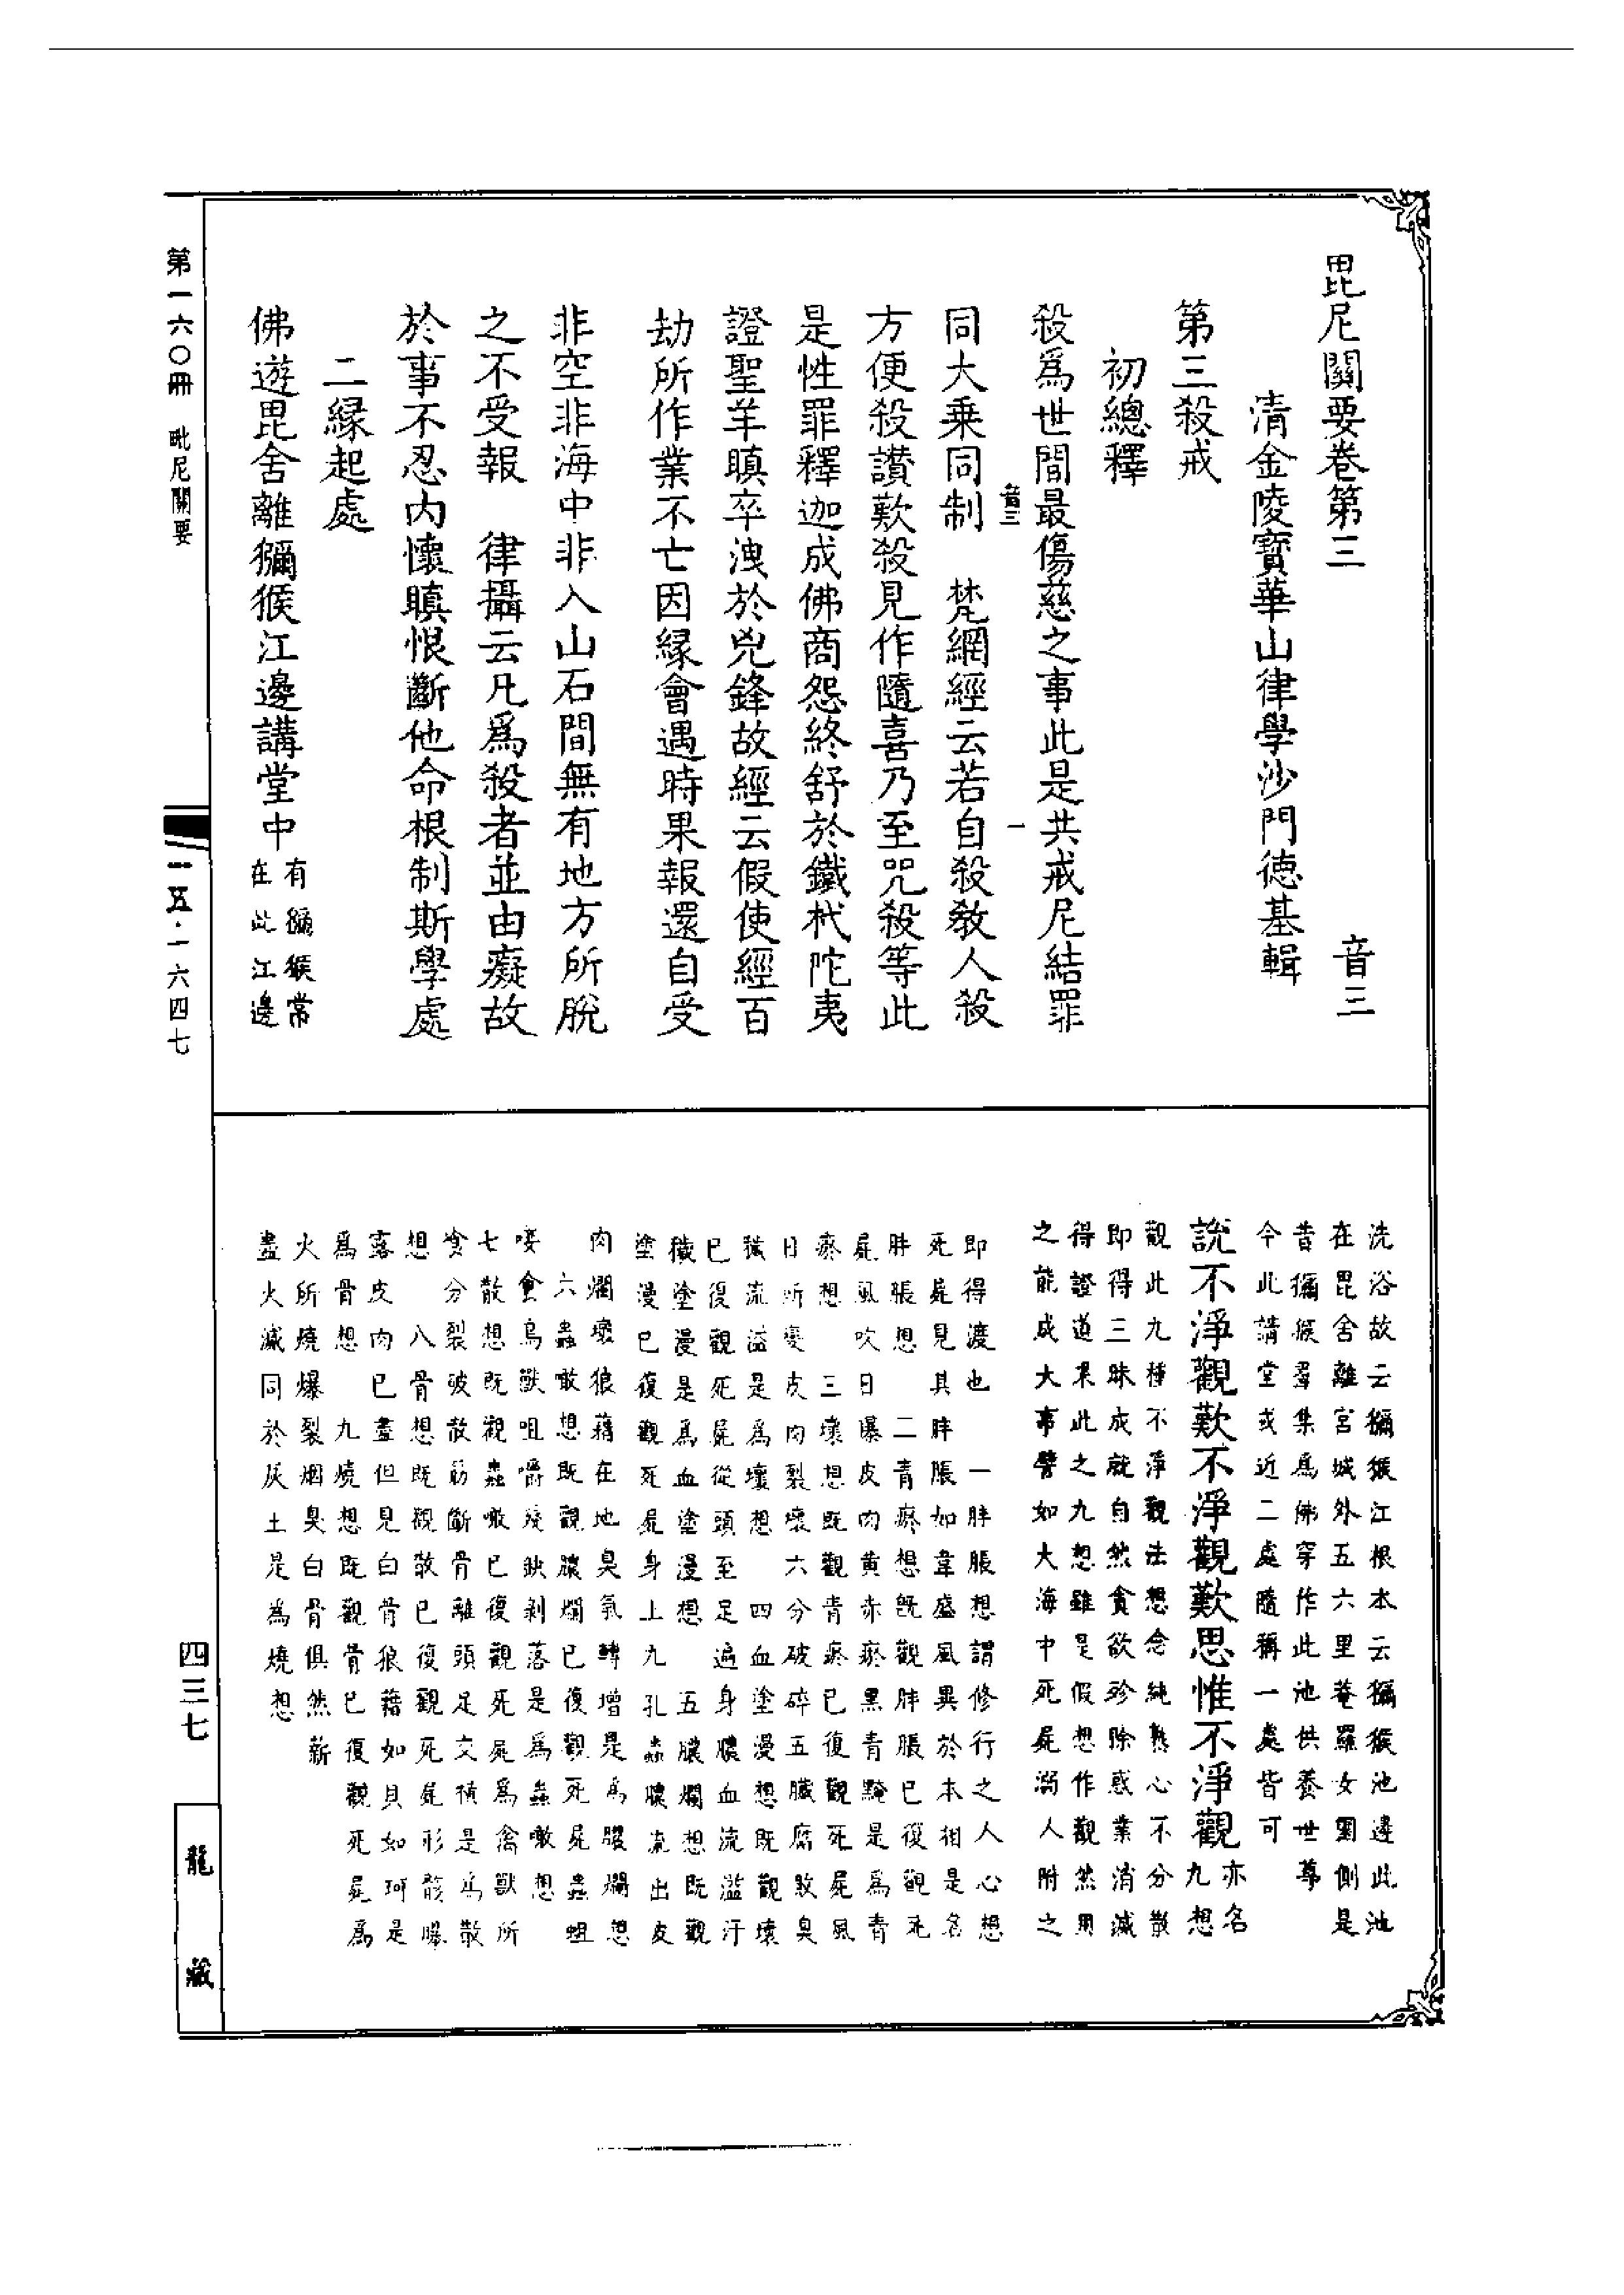 毘尼關要卷第三　音三
清金陵寶華山律學沙門德基輯
第三殺戒
初總釋
殺爲世間最傷慈之事此是共戒尼結罪
音三　一
同大乗同制　梵網經云若自殺敎人殺
方便殺讃歎殺見作隨喜乃至咒殺等此
是性罪釋迦成佛商怨終舒於鐵杙陀夷
證聖羊瞋卒洩於兇鋒故經云假使經百
劫所作業不亡因緣會遇時果報還自受
非空非海中非入山石間無有地方所脫
之不受報　律攝云凡爲殺者並由癡故
於事不忍内懷瞋恨斷他命根制斯學處
二緣起處
佛遊毘舍離獼猴江邊講堂中
有獼猴常
在此江邊
洗浴故云獼猴江根本云獼猴池邊此池
在毘舍離宮城外五六里菴羅女園側是
昔獼猴羣集爲佛穿作此池供養世尊
今此講堂或近二處隨稱一處皆可
說不淨觀歎不淨觀歎思惟不淨觀
亦名
九想
觀此九種不淨觀法想念純熟心不分散
即得三昧成就自然貪欲殄除惑業消滅
得證道果此之九想雖是假想作觀然用
之能成大事譬如大海中死屍溺人附之
即得渡也　一胖脹想謂修行之人心想
死屍見其胖脹如韋盛風異於本相是名
胖脹想　二青瘀想旣觀胖脹已復觀死
屍風吹日曝皮肉黄赤瘀黑青黤是爲青
瘀想　三壞想旣觀青瘀已復觀死屍風
日所變皮肉裂壞六分破碎五臟腐敗臭
穢流溢是爲壞想　四血塗漫想旣觀壞
已復觀死屍從頭至足遍身膿血流溢汙
穢塗漫是爲血塗漫想　五膿爛想旣觀
塗漫已復觀死屍身上九孔蟲膿流出皮
肉爛壞狼藉在地臭氣轉增是爲膿爛想
　六蟲噉想旣觀膿爛已復觀死屍蟲蛆
唼食鳥獸咀嚼殘缺剝落是爲蟲噉想
七散想旣觀蟲噉已復觀死屍爲禽獸所
食分裂破散筋斷骨離頭足交横是爲散
想　八骨想旣觀散已復觀死屍形骸暴
露皮肉已盡但見白骨狼藉如貝如珂是
爲骨想　九燒想旣觀骨已復觀死屍爲
火所燒爆裂烟臭白骨俱然薪
盡火滅同於灰土是為燒想
第一六〇冊　毗尼關要
一五·一六四七
四三七
龍藏